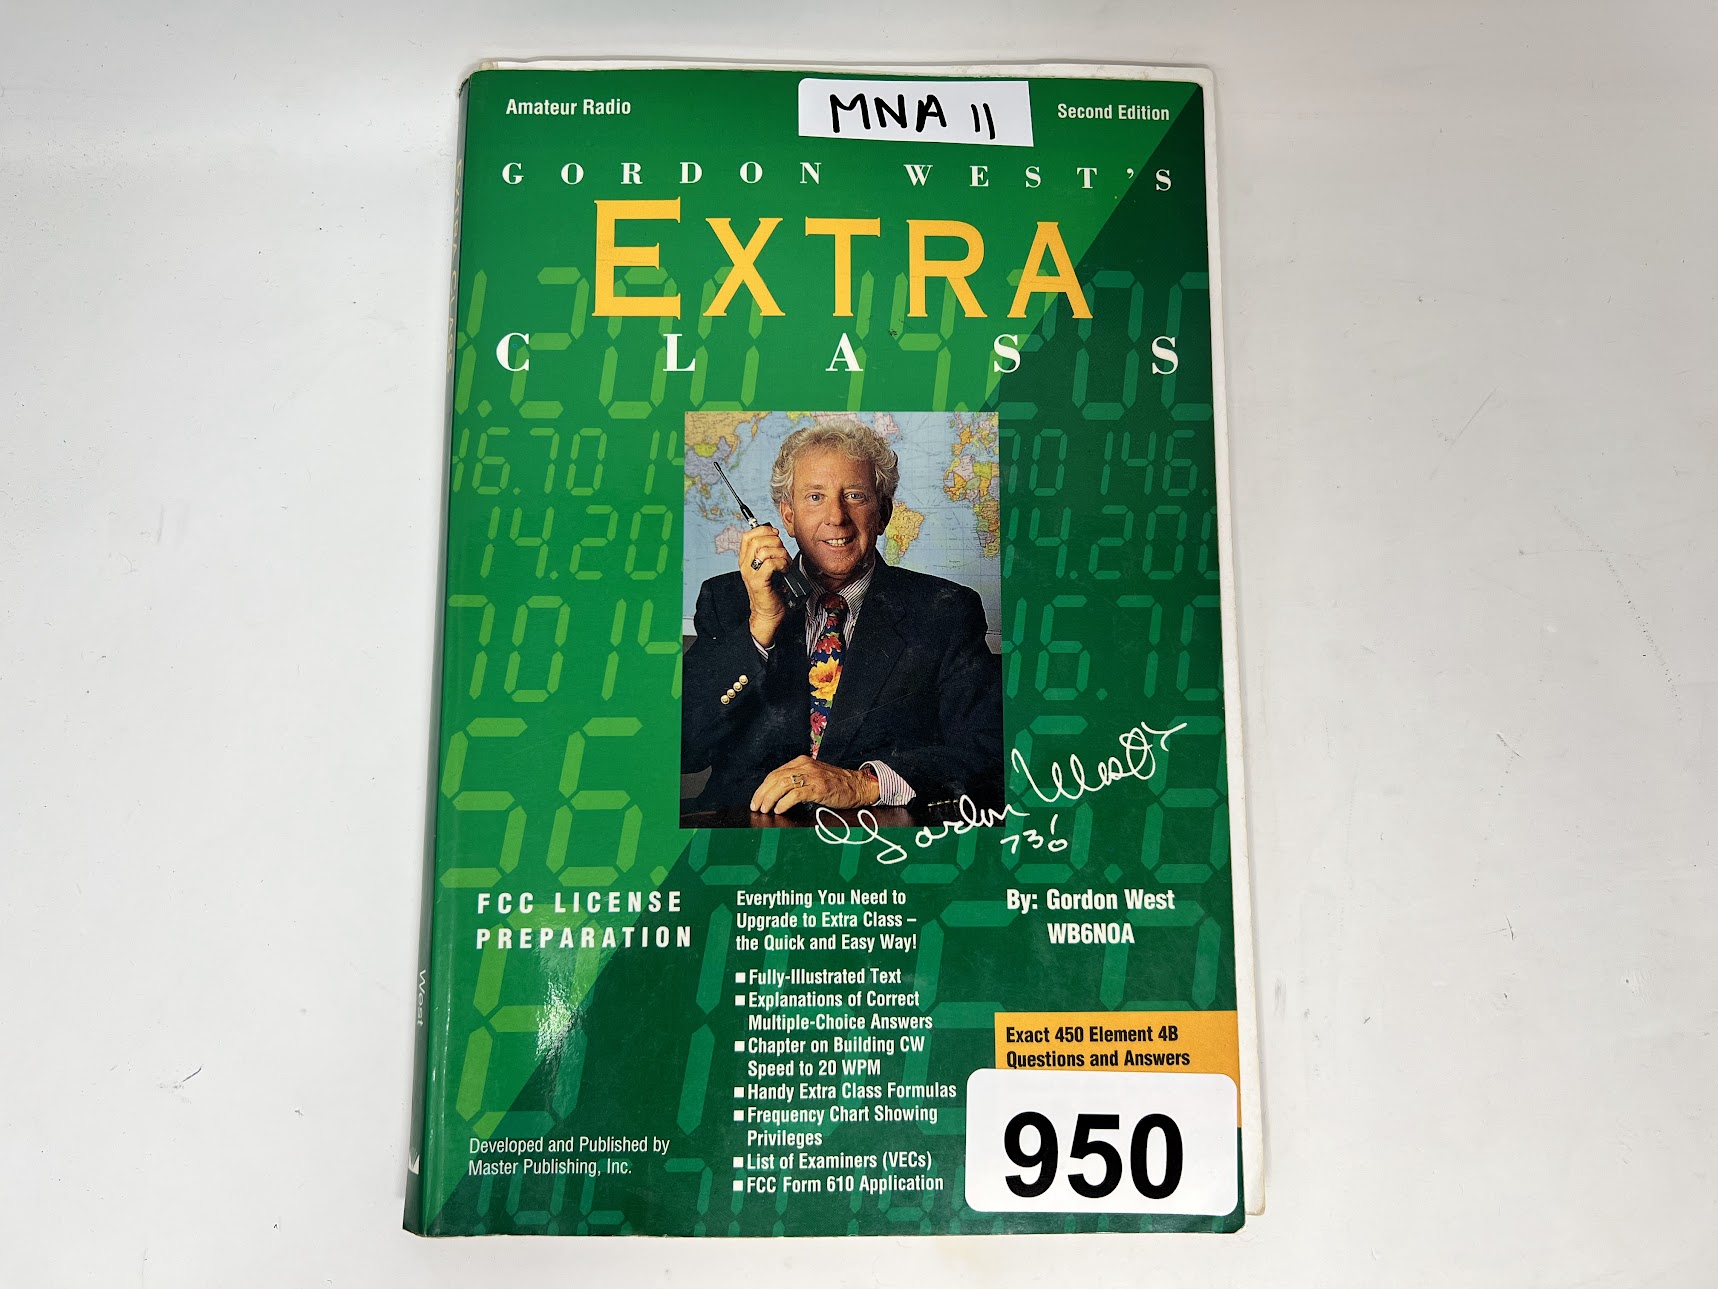 Amateur Radio
MNA 11
Second Edition
GORDON WEST'S
EXTRA
CLASS
Gordon West
73!
FCC LICENSE
PREPARATION
Everything You Need to
Upgrade to Extra Class –
the Quick and Easy Way!
■ Fully-Illustrated Text
■ Explanations of Correct
Multiple-Choice Answers
■ Chapter on Building CW
Speed to 20 WPM
■ Handy Extra Class Formulas
■ Frequency Chart Showing
Privileges
■ List of Examiners (VECs)
■ FCC Form 610 Application
By: Gordon West
WB6NOA
Exact 450 Element 4B
Questions and Answers
950
Developed and Published by
Master Publishing, Inc.
West